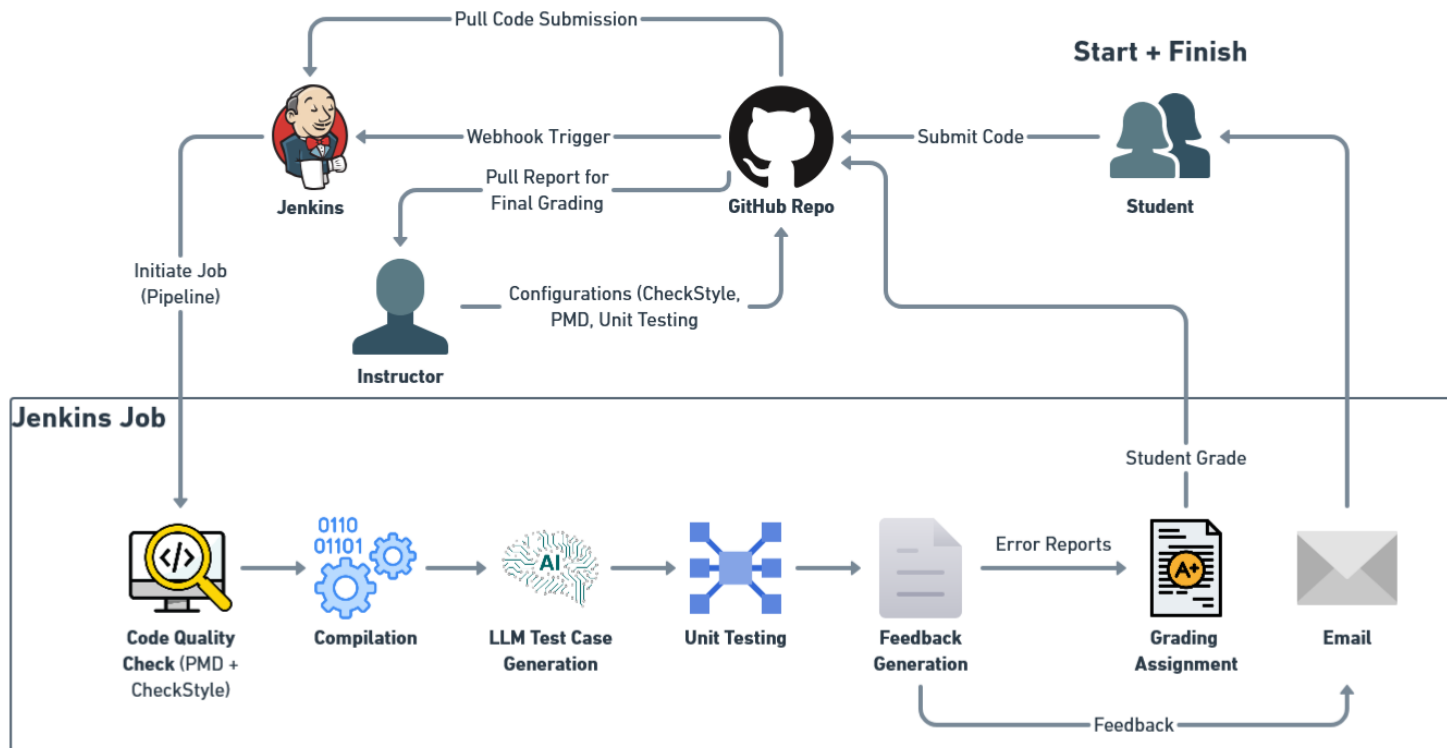 Pull Code Submission
Start + Finish
Webhook Trigger
Submit Code
Pull Report for
Final Grading
Jenkins
GitHub Repo
Student
Initiate Job
(Pipeline)
Configurations (CheckStyle,
PMD, Unit Testing
Instructor
Jenkins Job
Student Grade
0110
01101
AI
Error Reports
A+
Code Quality
Check (PMD +
CheckStyle)
Compilation
LLM Test Case
Generation
Unit Testing
Feedback
Generation
Grading
Assignment
Email
Feedback